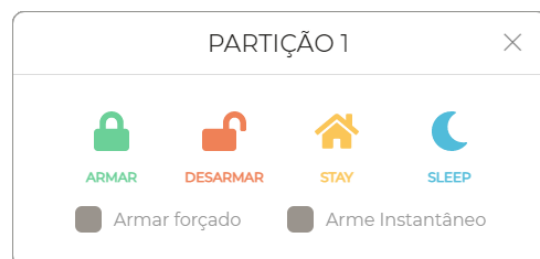 PARTIÇÃO 1
ARMAR DESARMAR STAY SLEEP
Armar forçado Arme Instantâneo